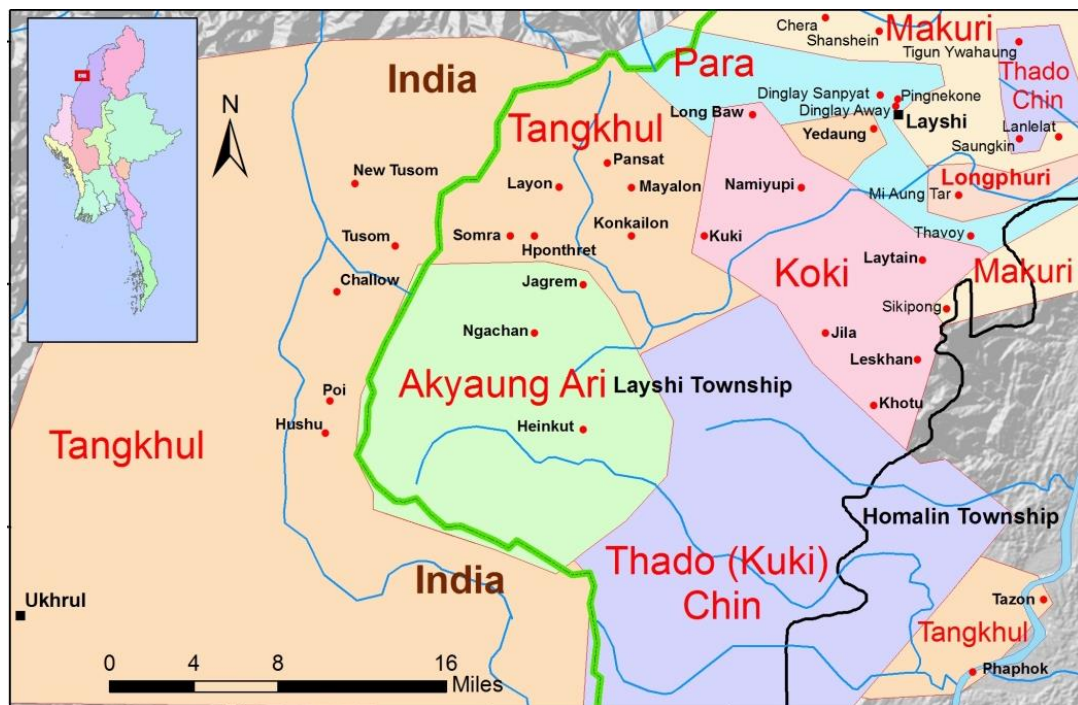 Makuri
Chera
Shanshein
Tigun Ywahaung
India
Para
Thado
Chin
Dinglay Sanpyat
Pingnekone
Dinglay Away
Layshi
Long Baw
Lanlelat
N
Tangkhul
Yedaung
Saungkin
Pansat
New Tusom
Layon
Mayalon
Namiyupi
Longphuri
Mi Aung Tar
Tusom
Somra
Hponthret
Konkailon
Kuki
Thavoy
Koki
Laytain
Makuri
Challow
Jagrem
Sikipong
Ngachan
Jila
Leskhan
Akyaung Ari
Layshi Township
Poi
Khotu
Hushu
Heinkut
Tangkhul
Homalin Township
Thado (Kuki)
Chin
India
Ukhrul
Tazon
Tangkhul
Phaphok
0 4 8 16
Miles